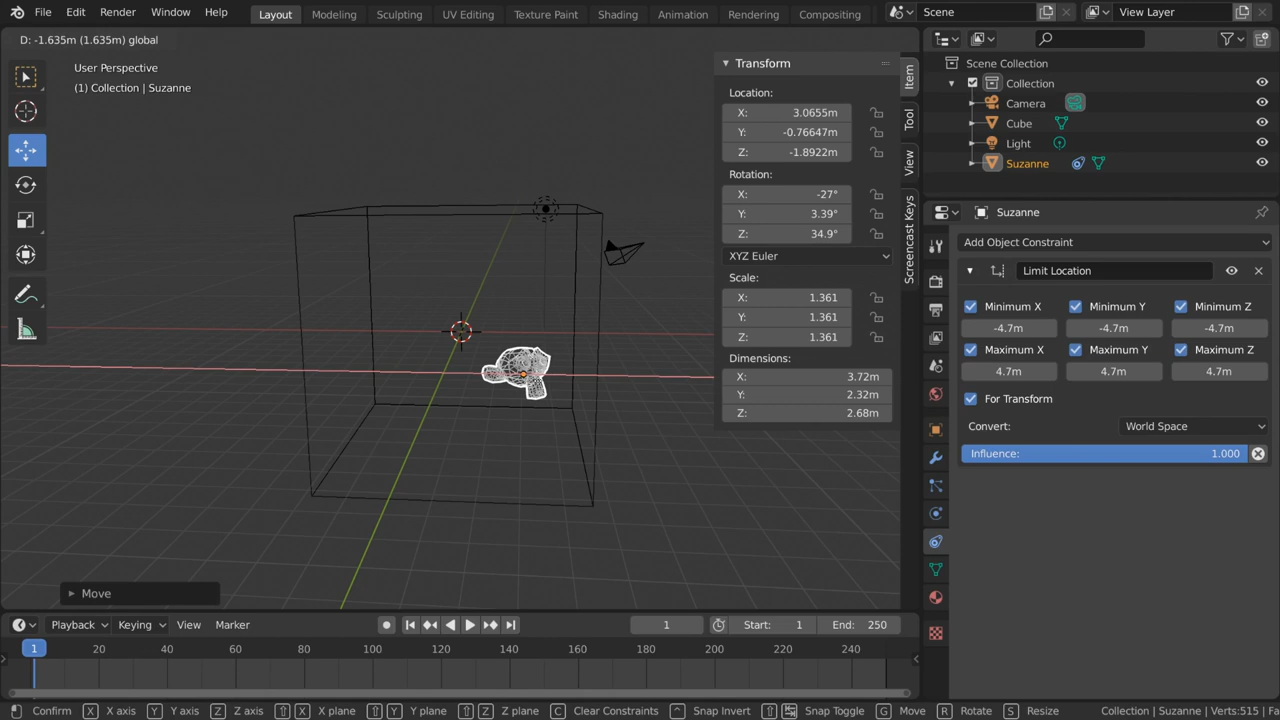 File Edit Render Window Help Layout Modeling Sculpting UV Editing Texture Paint Shading Animation Rendering Compositing Scene View Layer
D: -1.635m (1.635m) global
User Perspective
(1) Collection | Suzanne
Transform
Location:
X: 3.0655m
Y: -0.76647m
Z: -1.8922m
Rotation:
X: -27°
Y: 3.39°
Z: 34.9°
XYZ Euler
Scale:
X: 1.361
Y: 1.361
Z: 1.361
Dimensions:
X: 3.72m
Y: 2.32m
Z: 2.68m
Item
Tool
View
Screencast Keys
Scene Collection
Collection
Camera
Cube
Light
Suzanne
Suzanne
Add Object Constraint
Limit Location
Minimum X Minimum Y Minimum Z
-4.7m -4.7m -4.7m
Maximum X Maximum Y Maximum Z
4.7m 4.7m 4.7m
For Transform
Convert: World Space
Influence: 1.000
Move
Playback Keying View Marker 1 Start: 1 End: 250
1 20 40 60 80 100 120 140 160 180 200 220 240
Confirm X X axis Y Y axis Z Z axis X X plane Y Y plane Z Z plane C Clear Constraints ^ Snap Invert Snap Toggle G Move R Rotate S Resize Collection | Suzanne | Verts:515 | Fa